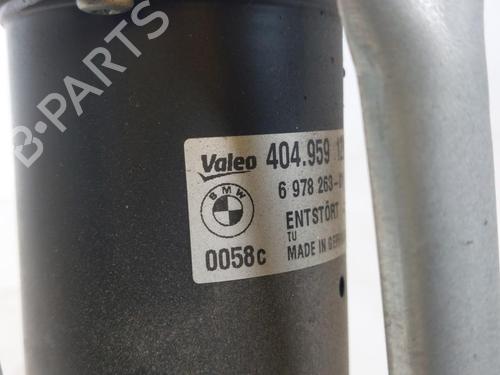 B-PARTS
Valeo 404.959
BMW
6 978 263-
ENTSTÖRT
TU
0058c MADE IN